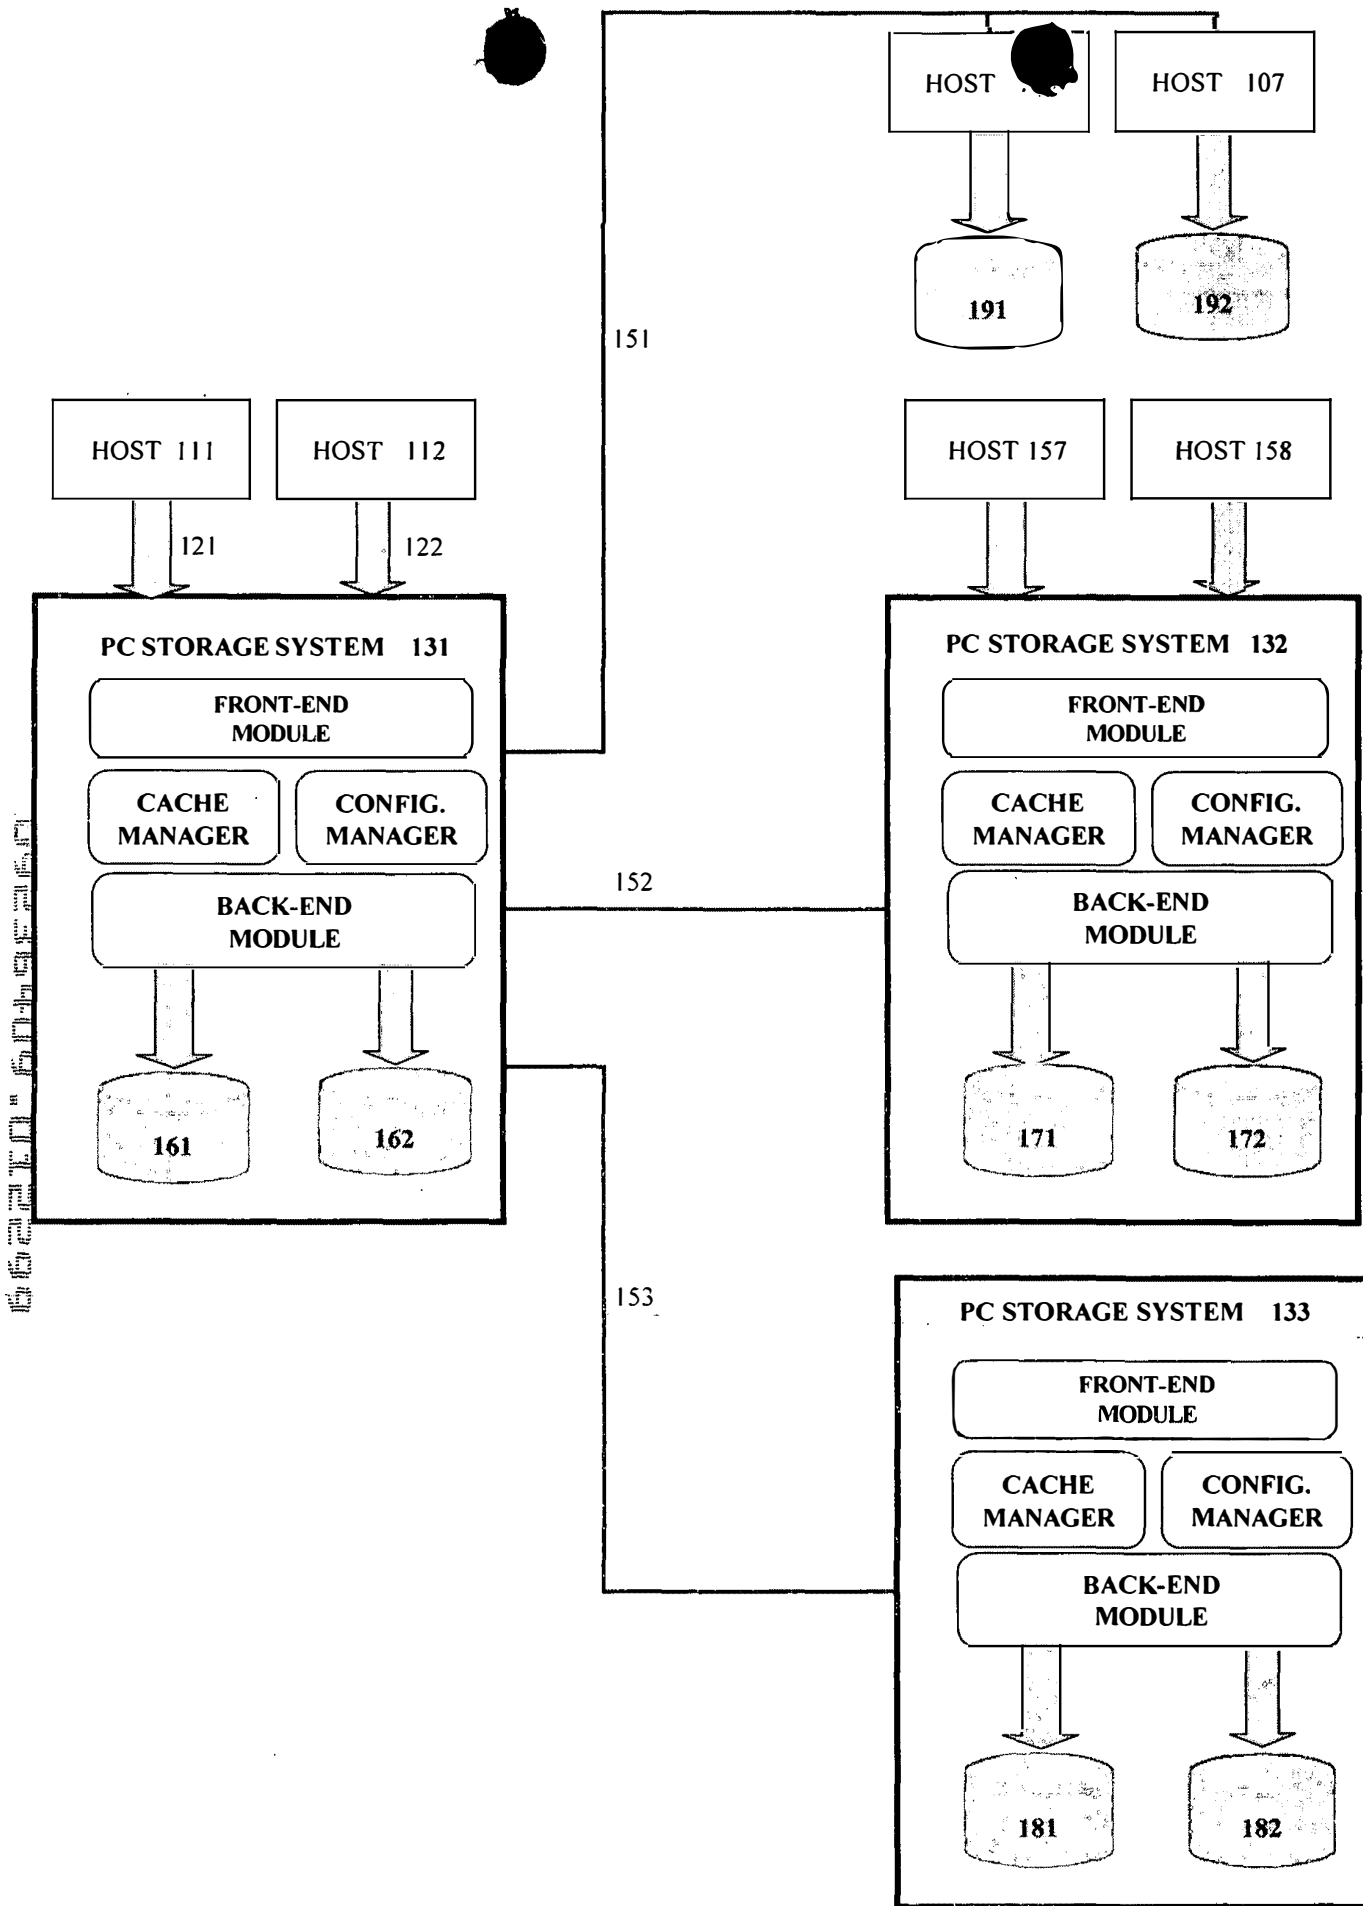 HOST
HOST 107
191
192
151
HOST 111
HOST 112
HOST 157
HOST 158
121
122
PC STORAGE SYSTEM 131
FRONT-END
MODULE
CACHE
MANAGER
CONFIG.
MANAGER
BACK-END
MODULE
161
162
152
PC STORAGE SYSTEM 132
FRONT-END
MODULE
CACHE
MANAGER
CONFIG.
MANAGER
BACK-END
MODULE
171
172
153
PC STORAGE SYSTEM 133
FRONT-END
MODULE
CACHE
MANAGER
CONFIG.
MANAGER
BACK-END
MODULE
181
182